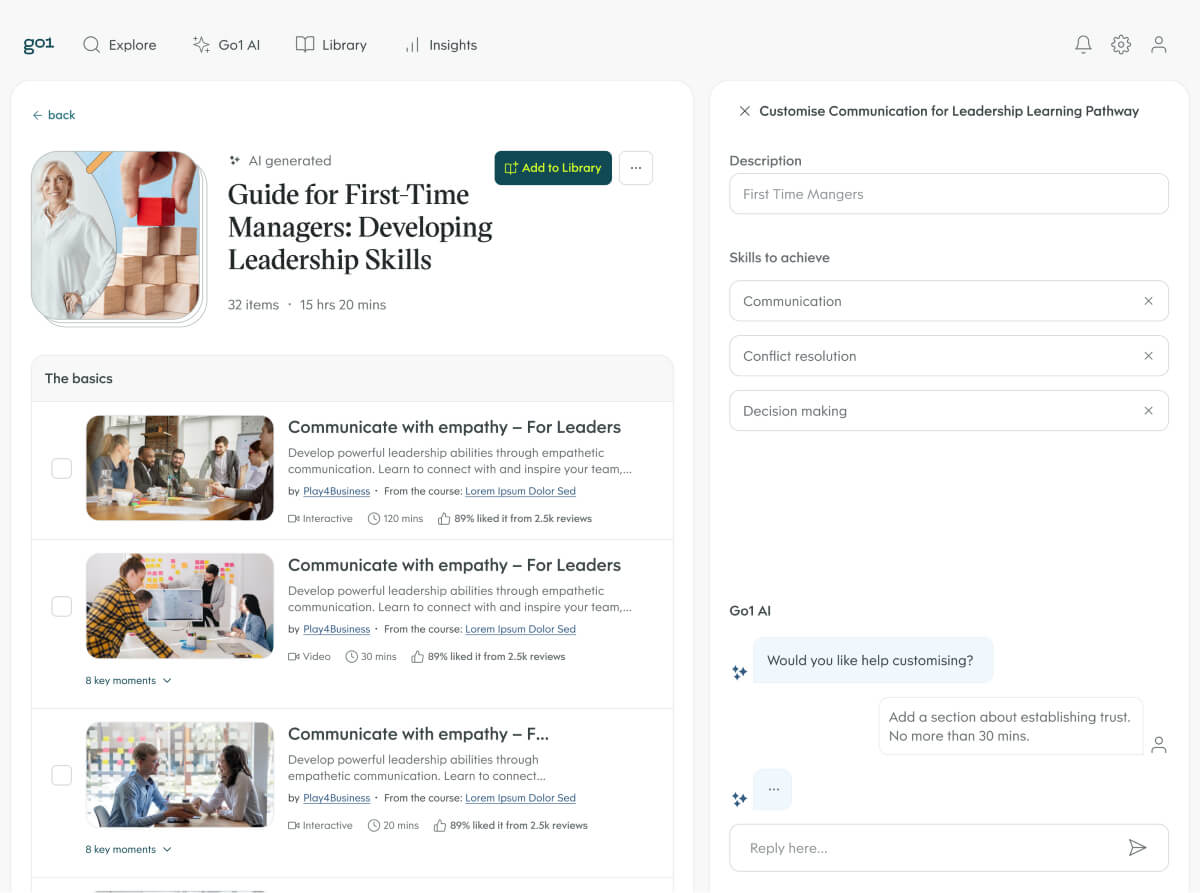 go1
Explore
Go1 AI
Library
Insights
back
AI generated
Add to Library
...
Guide for First-Time
Managers: Developing
Leadership Skills
32 items · 15 hrs 20 mins
The basics
Communicate with empathy – For Leaders
Develop powerful leadership abilities through empathetic
communication. Learn to connect with and inspire your team,...
by Play4Business · From the course: Lorem Ipsum Dolor Sed
Interactive 120 mins 89% liked it from 2.5k reviews
Communicate with empathy – For Leaders
Develop powerful leadership abilities through empathetic
communication. Learn to connect with and inspire your team,...
by Play4Business · From the course: Lorem Ipsum Dolor Sed
Video 30 mins 89% liked it from 2.5k reviews
8 key moments
Communicate with empathy – F...
Develop powerful leadership abilities through
empathetic communication. Learn to connect...
by Play4Business · From the course: Lorem Ipsum Dolor Sed
Interactive 20 mins 89% liked it from 2.5k reviews
8 key moments
Customise Communication for Leadership Learning Pathway
Description
First Time Mangers
Skills to achieve
Communication
Conflict resolution
Decision making
Go1 AI
Would you like help customising?
Add a section about establishing trust.
No more than 30 mins.
...
Reply here...